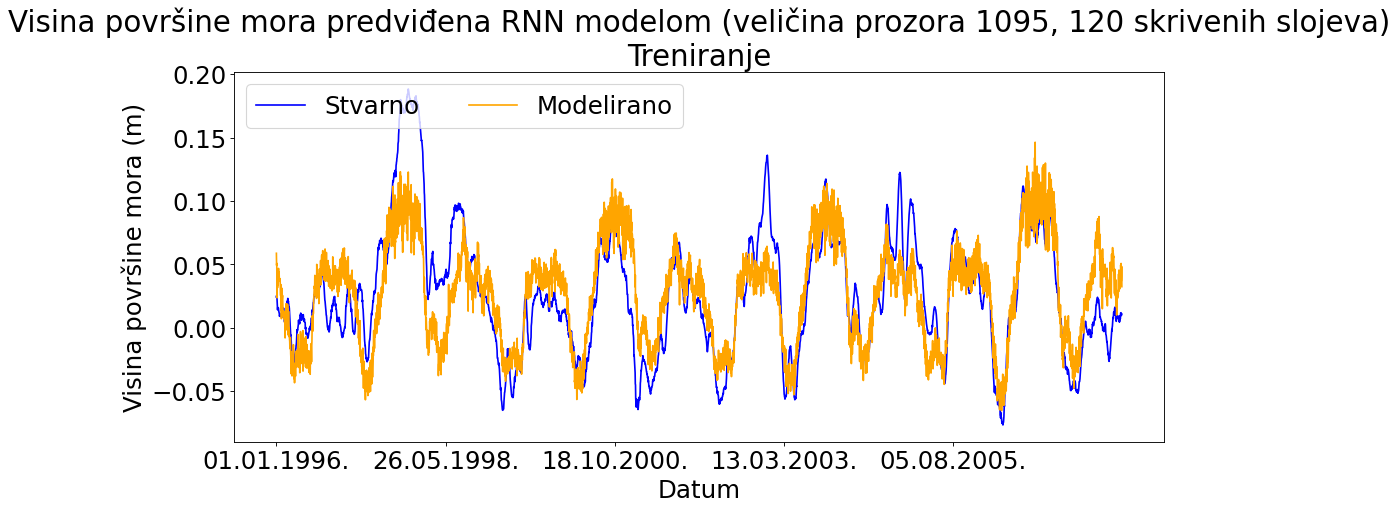 Visina površine mora predviđena RNN modelom (veličina prozora 1095, 120 skrivenih slojeva)
Treniranje
Stvarno
Modelirano
Visina površine mora (m)
0.20
0.15
0.10
0.05
0.00
−0.05
01.01.1996.
26.05.1998.
18.10.2000.
13.03.2003.
05.08.2005.
Datum